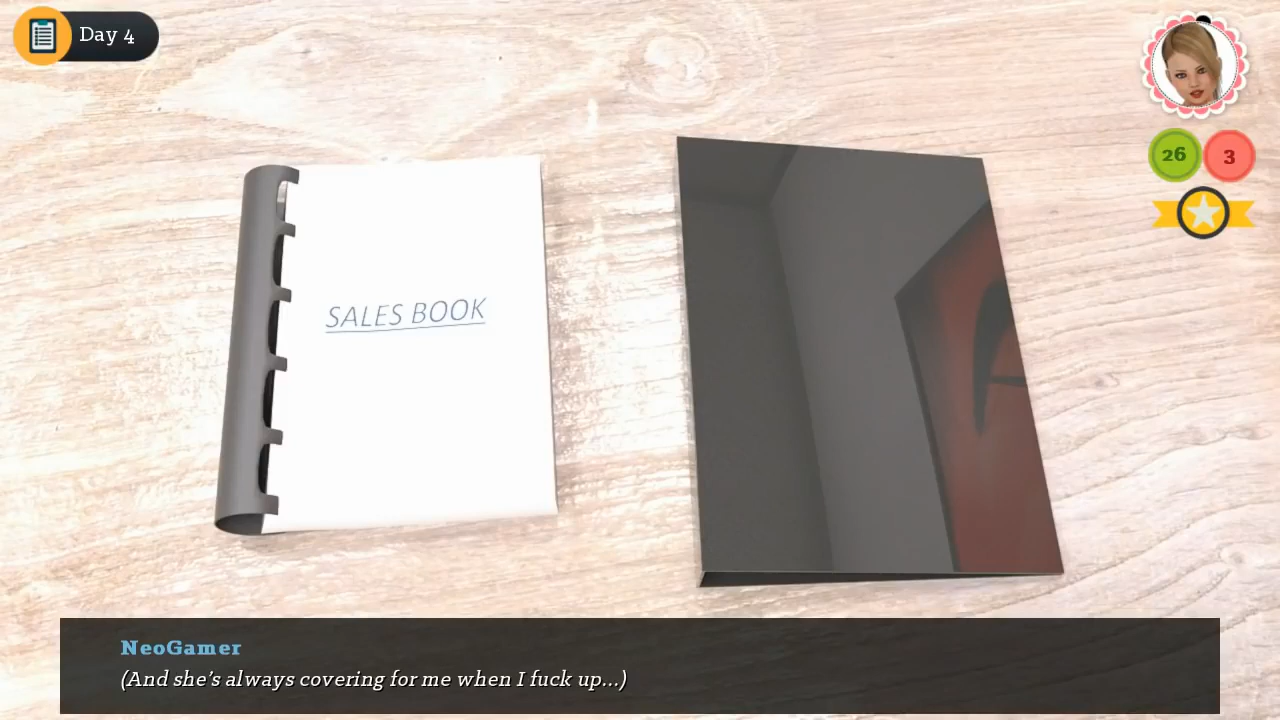 Day 4
26
3
SALES BOOK
NeoGamer
(And she's always covering for me when I fuck up...)